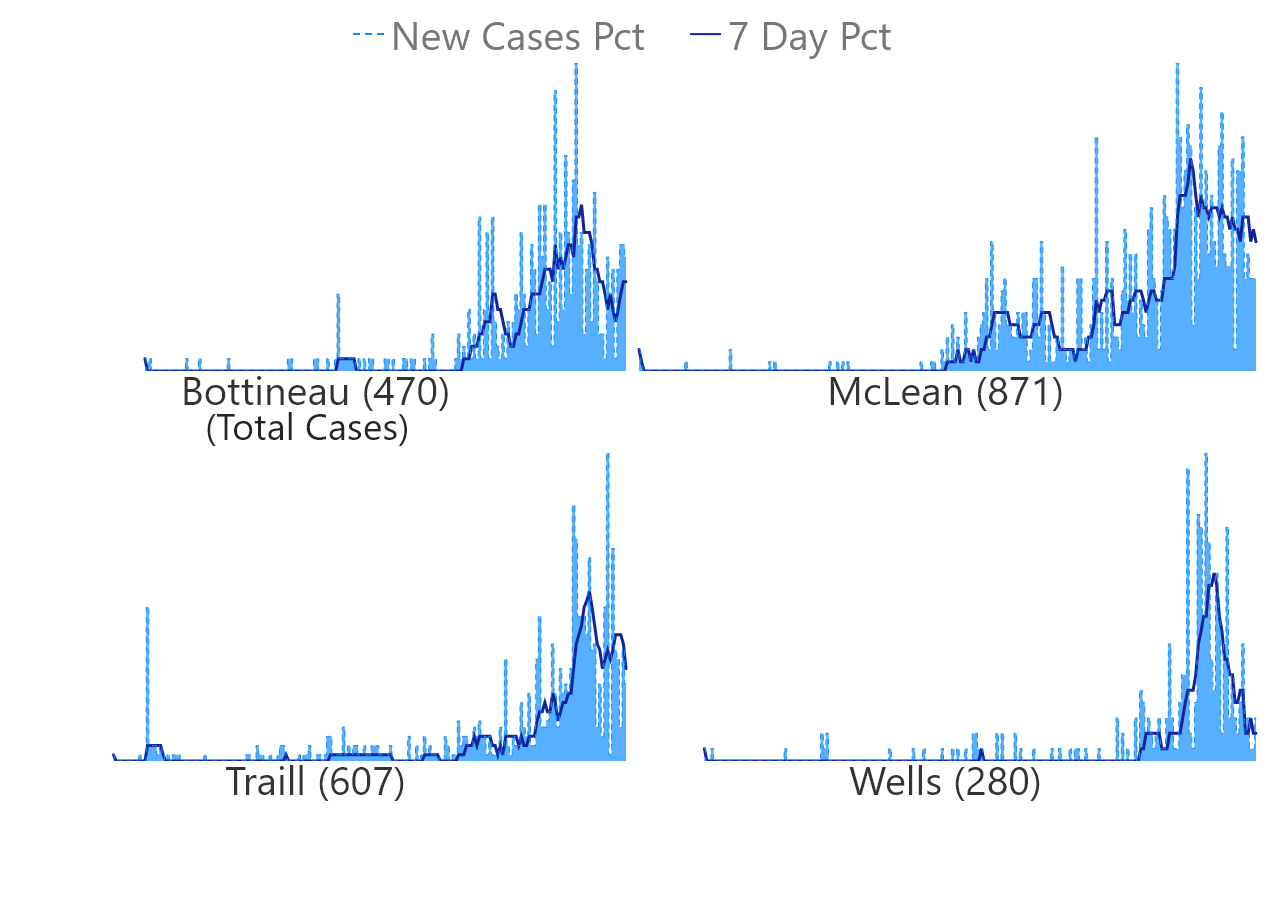 New Cases Pct 7 Day Pct
Bottineau (470)
(Total Cases)
McLean (871)
Traill (607)
Wells (280)